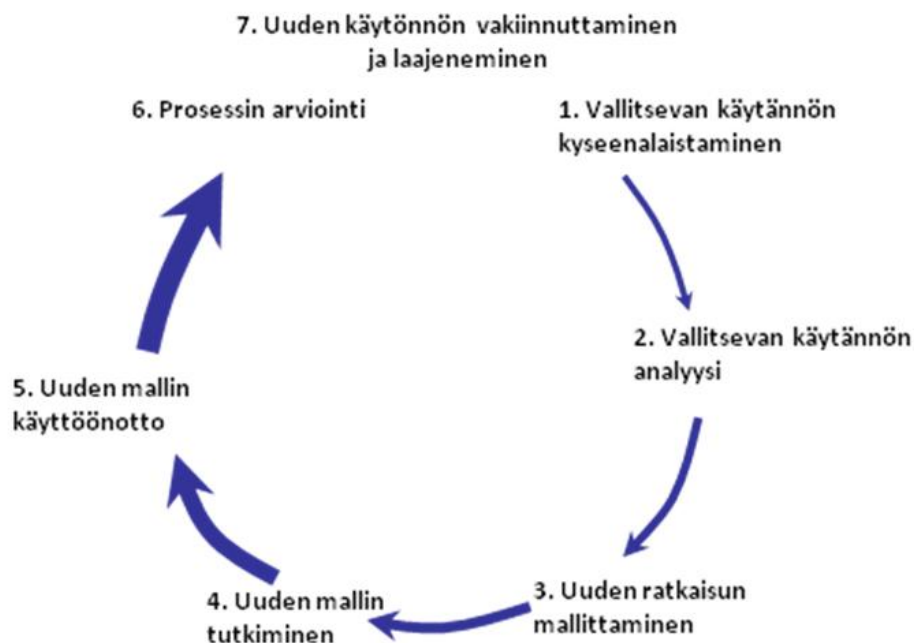 7. Uuden käytönnön vakiinnuttaminen
ja laajeneminen
6. Prosessin arviointi
1. Vallitsevan käytännön
kyseenalaistaminen
2. Vallitsevan käytännön
analyysi
5. Uuden mallin
käyttöönotto
3. Uuden ratkaisun
mallittaminen
4. Uuden mallin
tutkiminen